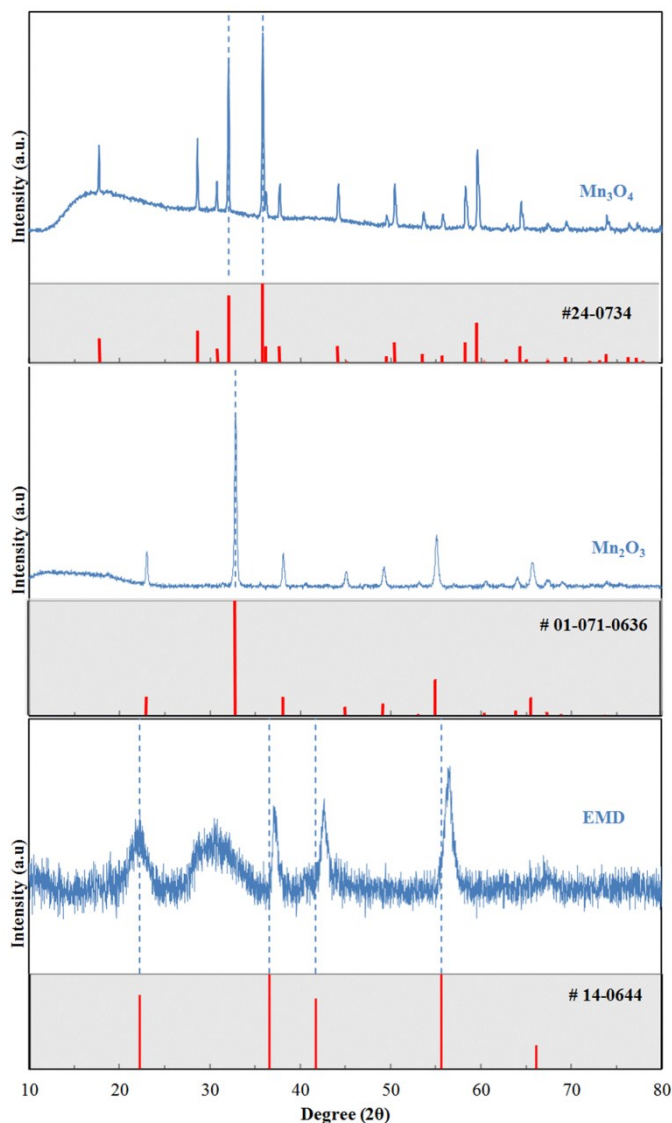 Intensity (a.u.)
Mn₃O₄
#24-0734
Intensity (a.u)
Mn₂O₃
# 01-071-0636
Intensity (a.u)
EMD
# 14-0644
10 20 30 40 50 60 70 80
Degree (2θ)